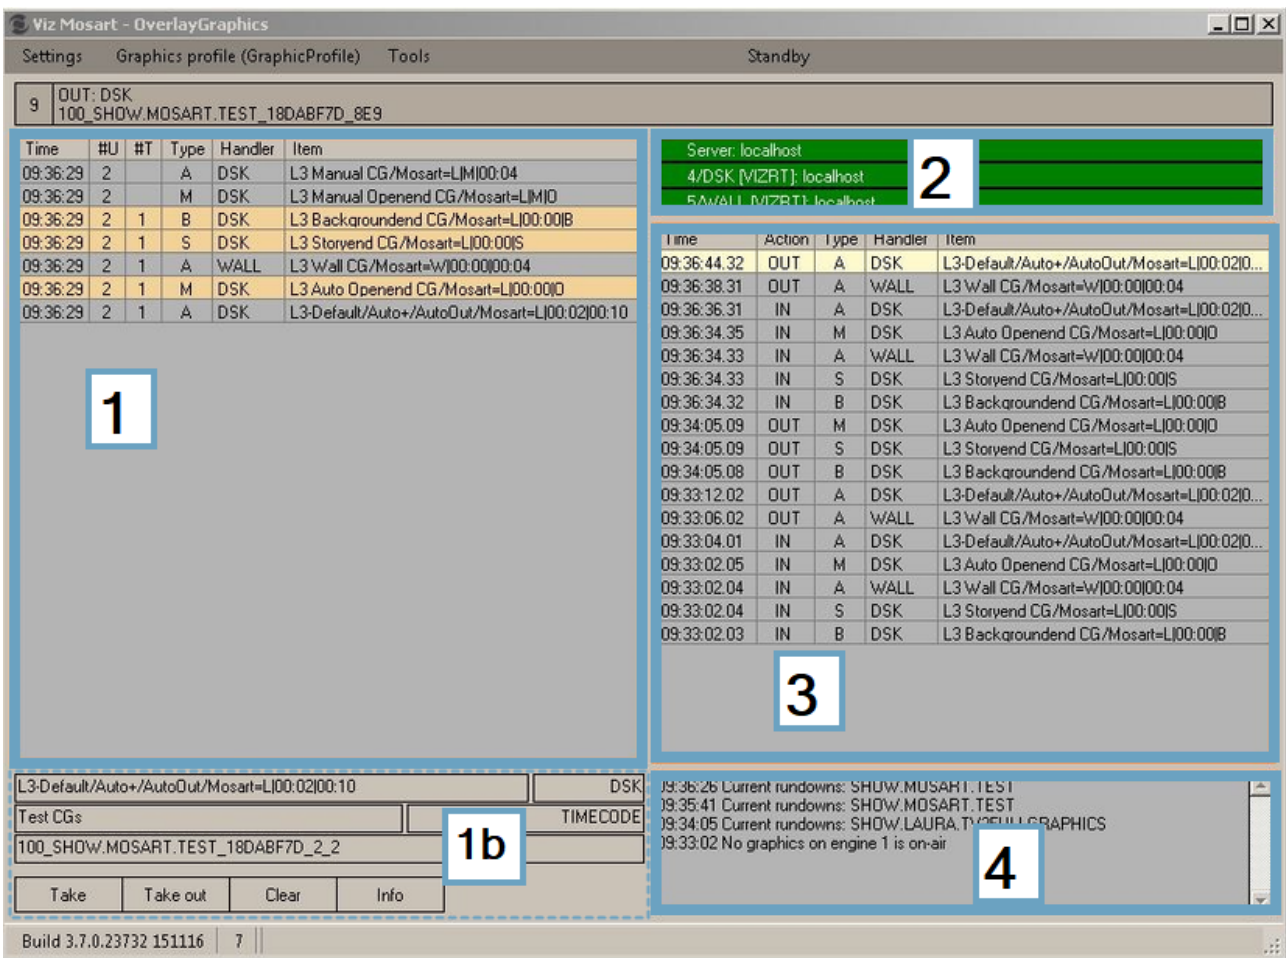 Viz Mosart - OverlayGraphics
Settings Graphics profile (GraphicProfile) Tools Standby
9 OUT: DSK
100_SHOW.MOSART.TEST_18DABF7D_8E9
Time #U #T Type Handler Item
09:36:29 2 A DSK L3 Manual CG/Mosart=L|M|00:04
09:36:29 2 M DSK L3 Manual Openend CG/Mosart=L|M|O
09:36:29 2 1 B DSK L3 Backgroundend CG/Mosart=L|00:00|B
09:36:29 2 1 S DSK L3 Storyend CG/Mosart=L|00:00|S
09:36:29 2 1 A WALL L3 Wall CG/Mosart=W|00:00|00:04
09:36:29 2 1 M DSK L3 Auto Openend CG/Mosart=L|00:00|O
09:36:29 2 1 A DSK L3-Default/Auto+/AutoOut/Mosart=L|00:02|00:10
1
Server: localhost
4/DSK [VIZRT]: localhost
5/WALL [VIZRT]: localhost
2
Time Action Type Handler Item
09:36:44.32 OUT A DSK L3-Default/Auto+/AutoOut/Mosart=L|00:02|0...
09:36:38.31 OUT A WALL L3 Wall CG/Mosart=W|00:00|00:04
09:36:36.31 IN A DSK L3-Default/Auto+/AutoOut/Mosart=L|00:02|0...
09:36:34.35 IN M DSK L3 Auto Openend CG/Mosart=L|00:00|O
09:36:34.33 IN A WALL L3 Wall CG/Mosart=W|00:00|00:04
09:36:34.33 IN S DSK L3 Storyend CG/Mosart=L|00:00|S
09:36:34.32 IN B DSK L3 Backgroundend CG/Mosart=L|00:00|B
09:34:05.09 OUT M DSK L3 Auto Openend CG/Mosart=L|00:00|O
09:34:05.09 OUT S DSK L3 Storyend CG/Mosart=L|00:00|S
09:34:05.08 OUT B DSK L3 Backgroundend CG/Mosart=L|00:00|B
09:33:12.02 OUT A DSK L3-Default/Auto+/AutoOut/Mosart=L|00:02|0...
09:33:06.02 OUT A WALL L3 Wall CG/Mosart=W|00:00|00:04
09:33:04.01 IN A DSK L3-Default/Auto+/AutoOut/Mosart=L|00:02|0...
09:33:02.05 IN M DSK L3 Auto Openend CG/Mosart=L|00:00|O
09:33:02.04 IN A WALL L3 Wall CG/Mosart=W|00:00|00:04
09:33:02.04 IN S DSK L3 Storyend CG/Mosart=L|00:00|S
09:33:02.03 IN B DSK L3 Backgroundend CG/Mosart=L|00:00|B
3
L3-Default/Auto+/AutoOut/Mosart=L|00:02|00:10 DSK
Test CGs TIMECODE
100_SHOW.MOSART.TEST_18DABF7D_2_2
1b
Take Take out Clear Info
09:36:26 Current rundowns: SHOW.MOSART.TEST
09:35:41 Current rundowns: SHOW.MOSART.TEST
09:34:05 Current rundowns: SHOW.LAURA.TV2FULLGRAPHICS
09:33:02 No graphics on engine 1 is on-air
4
Build 3.7.0.23732 151116 7